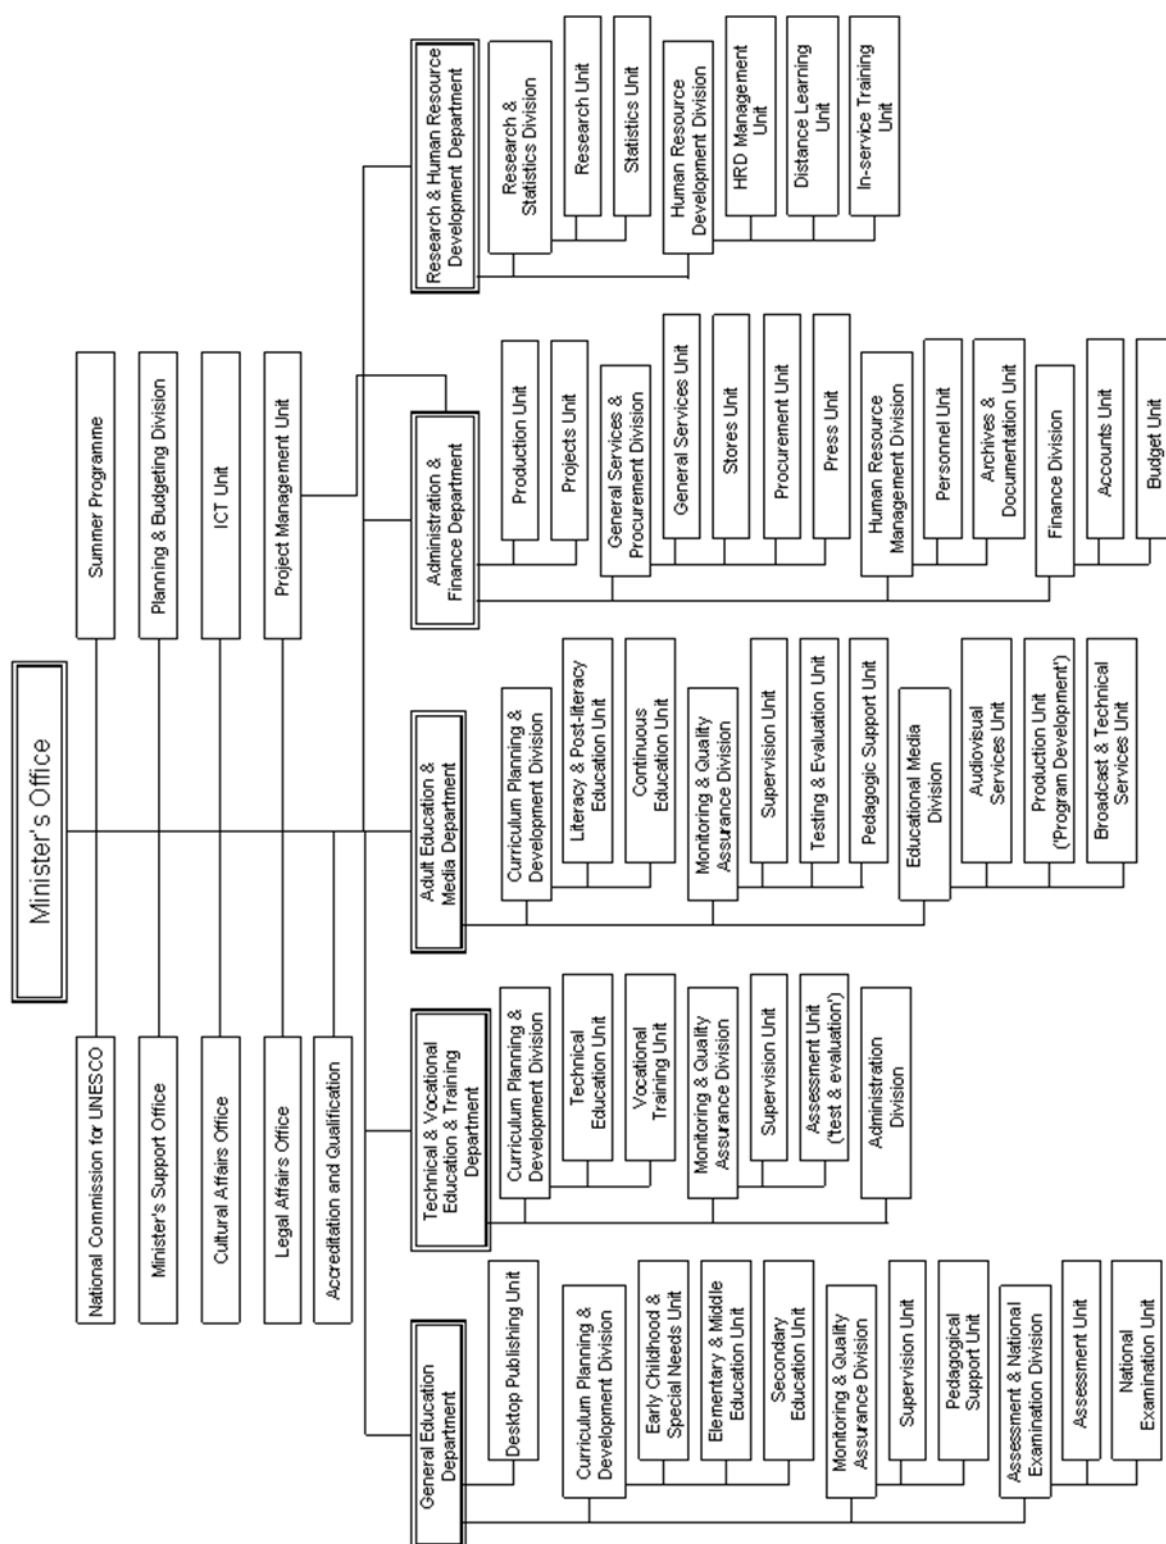 Minister's Office
National Commission for UNESCO
Summer Programme
Minister's Support Office
Planning & Budgeting Division
Cultural Affairs Office
ICT Unit
Legal Affairs Office
Project Management Unit
Accreditation and Qualification
General Education
Department
Desktop Publishing Unit
Curriculum Planning &
Development Division
Early Childhood &
Special Needs Unit
Elementary & Middle
Education Unit
Secondary
Education Unit
Monitoring & Quality
Assurance Division
Supervision Unit
Pedagogical
Support Unit
Assessment & National
Examination Division
Assessment Unit
National
Examination Unit
Technical & Vocational
Education & Training
Department
Curriculum Planning &
Development Division
Technical
Education Unit
Vocational
Training Unit
Monitoring & Quality
Assurance Division
Supervision Unit
Assessment Unit
('test & evaluation')
Administration
Division
Adult Education &
Media Department
Curriculum Planning &
Development Division
Literacy & Post-literacy
Education Unit
Continuous
Education Unit
Monitoring & Quality
Assurance Division
Supervision Unit
Testing & Evaluation Unit
Pedagogic Support Unit
Educational Media
Division
Audiovisual
Services Unit
Production Unit
('Program Development')
Broadcast & Technical
Services Unit
Administration &
Finance Department
Production Unit
Projects Unit
General Services &
Procurement Division
General Services Unit
Stores Unit
Procurement Unit
Press Unit
Human Resource
Management Division
Personnel Unit
Archives &
Documentation Unit
Finance Division
Accounts Unit
Budget Unit
Research & Human Resource
Development Department
Research &
Statistics Division
Research Unit
Statistics Unit
Human Resource
Development Division
HRD Management
Unit
Distance Learning
Unit
In-service Training
Unit